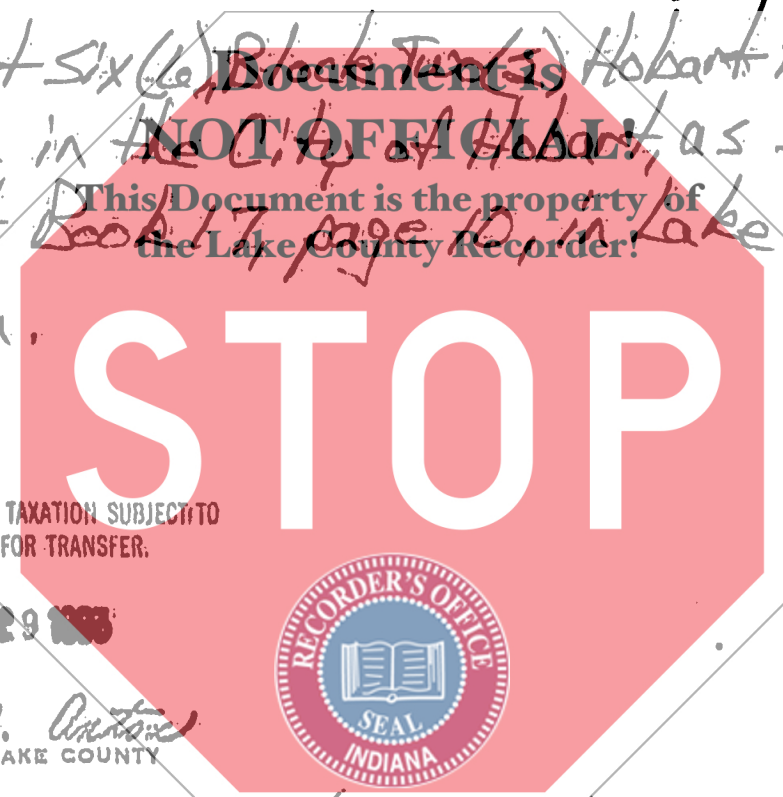 t Six (6) Block Two (2) Hobart
Document is
in the City of Hobart, as
NOT OFFICIAL!
This Document is the property of
Book 17, page 10, in Lake
the Lake County Recorder!
STOP
TAXATION SUBJECT TO
FOR TRANSFER.
29
RECORDER'S OFFICE
SEAL
INDIANA
AKE COUNTY